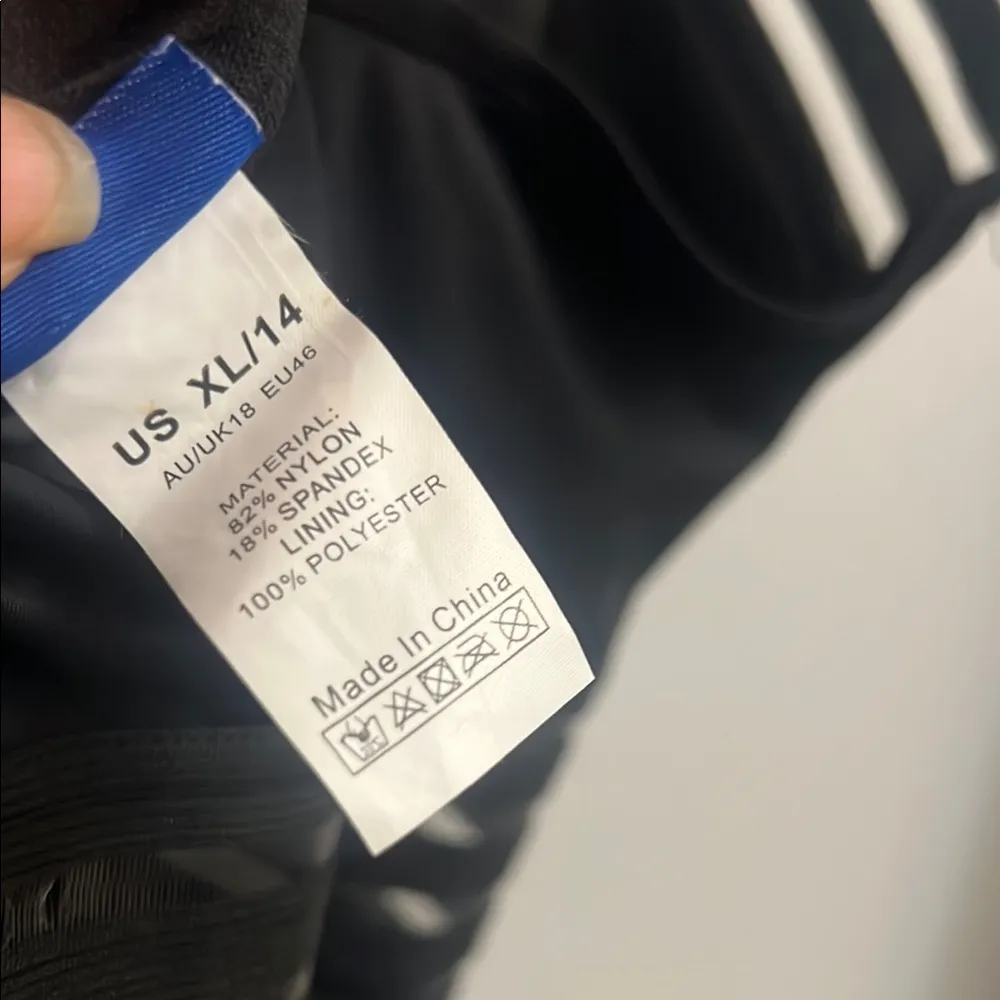 US XL/14
AU/UK18 EU46
MATERIAL:
82% NYLON
18% SPANDEX
LINING:
100% POLYESTER
Made In China